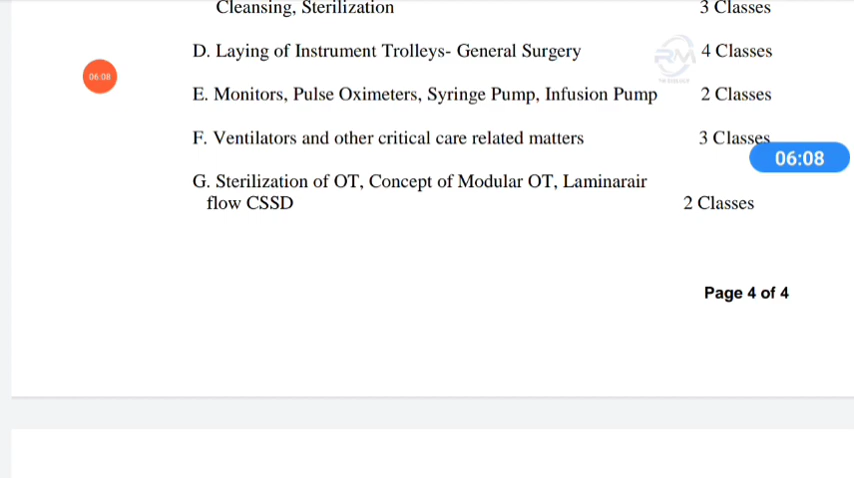 Cleansing, Sterilization 3 Classes
D. Laying of Instrument Trolleys- General Surgery 4 Classes
RM
06:08
E. Monitors, Pulse Oximeters, Syringe Pump, Infusion Pump 2 Classes
F. Ventilators and other critical care related matters 3 Classes
06:08
G. Sterilization of OT, Concept of Modular OT, Laminarair
flow CSSD 2 Classes
Page 4 of 4